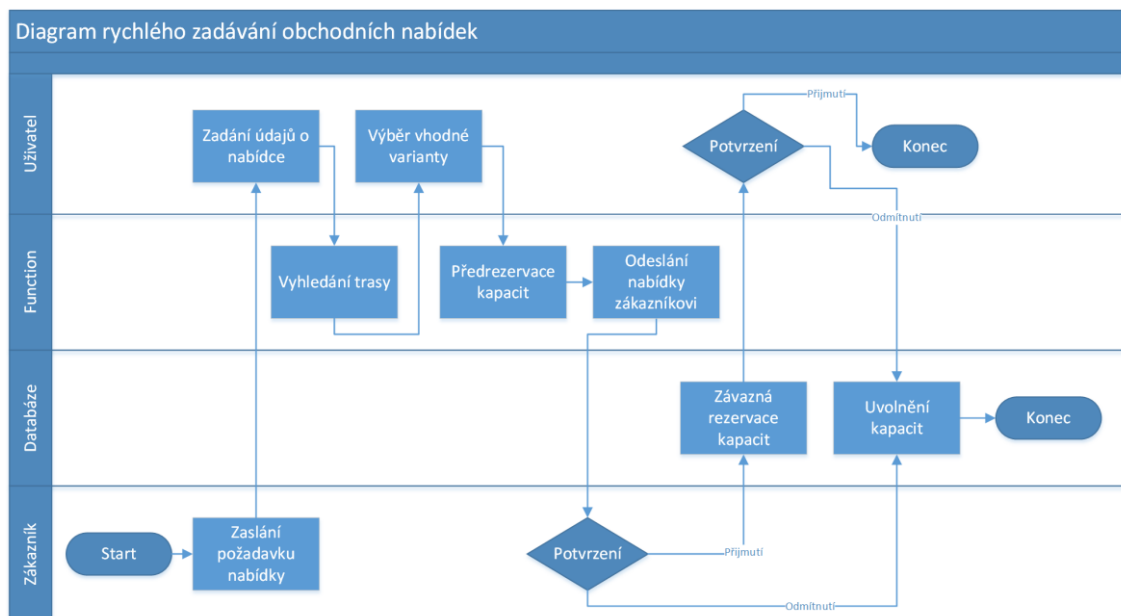 Diagram rychlého zadávání obchodních nabídek
Uživatel
Zadání údajů o
nabídce
Výběr vhodné
varianty
Potvrzení
Přijmutí
Konec
Odmítnutí
Function
Vyhledání trasy
Předrezervace
kapacit
Odeslání
nabídky
zákazníkovi
Databáze
Závazná
rezervace
kapacit
Uvolnění
kapacit
Konec
Zákazník
Start
Zaslání
požadavku
nabídky
Potvrzení
Přijmutí
Odmítnutí